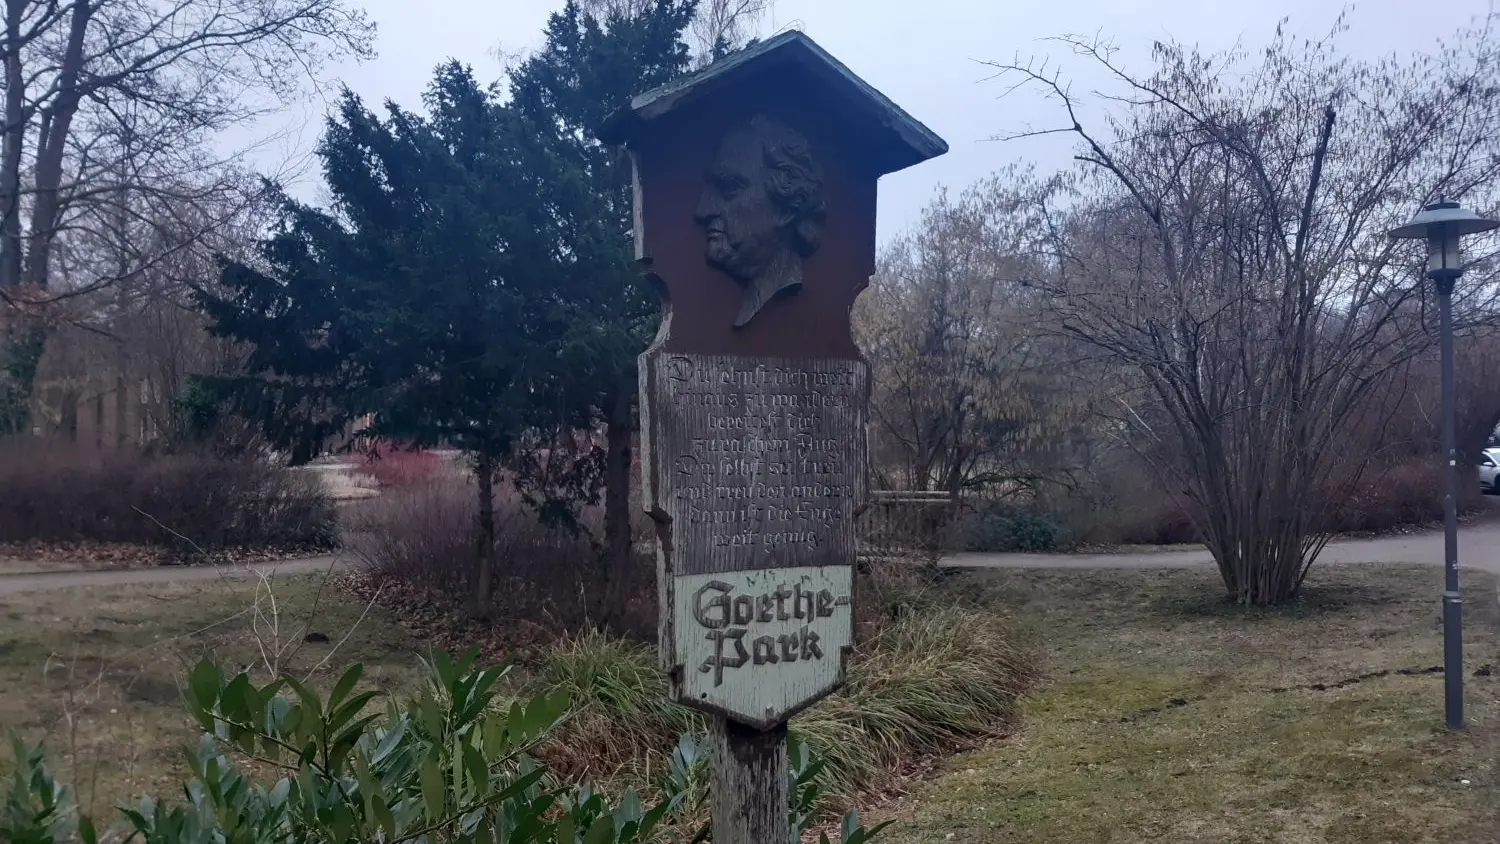 Du sehnst dich weit
hinaus zu wandern
bereitest dich
zu raschem Flug
Dir selbst sei treu
und treu den andern
dann ist die Enge
weit genug
Goethe-
Park